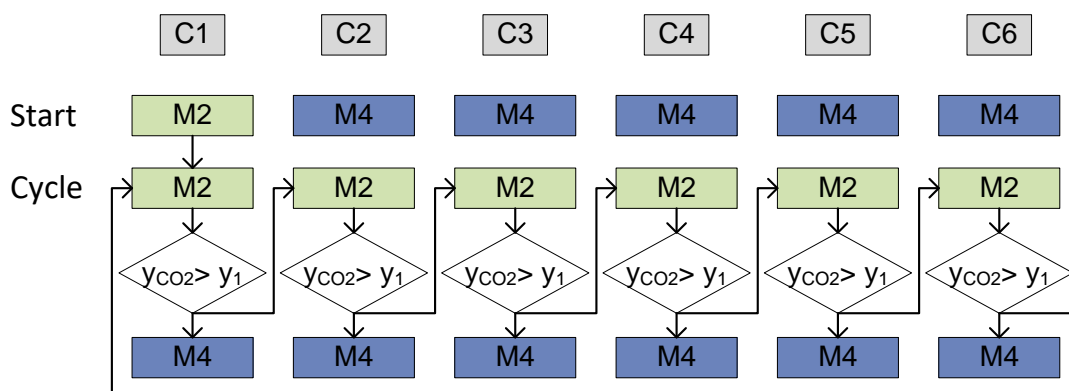 C1 C2 C3 C4 C5 C6
Start M2 M4 M4 M4 M4 M4
Cycle M2 M2 M2 M2 M2 M2
yCO2> y1 yCO2> y1 yCO2> y1 yCO2> y1 yCO2> y1 yCO2> y1
M4 M4 M4 M4 M4 M4